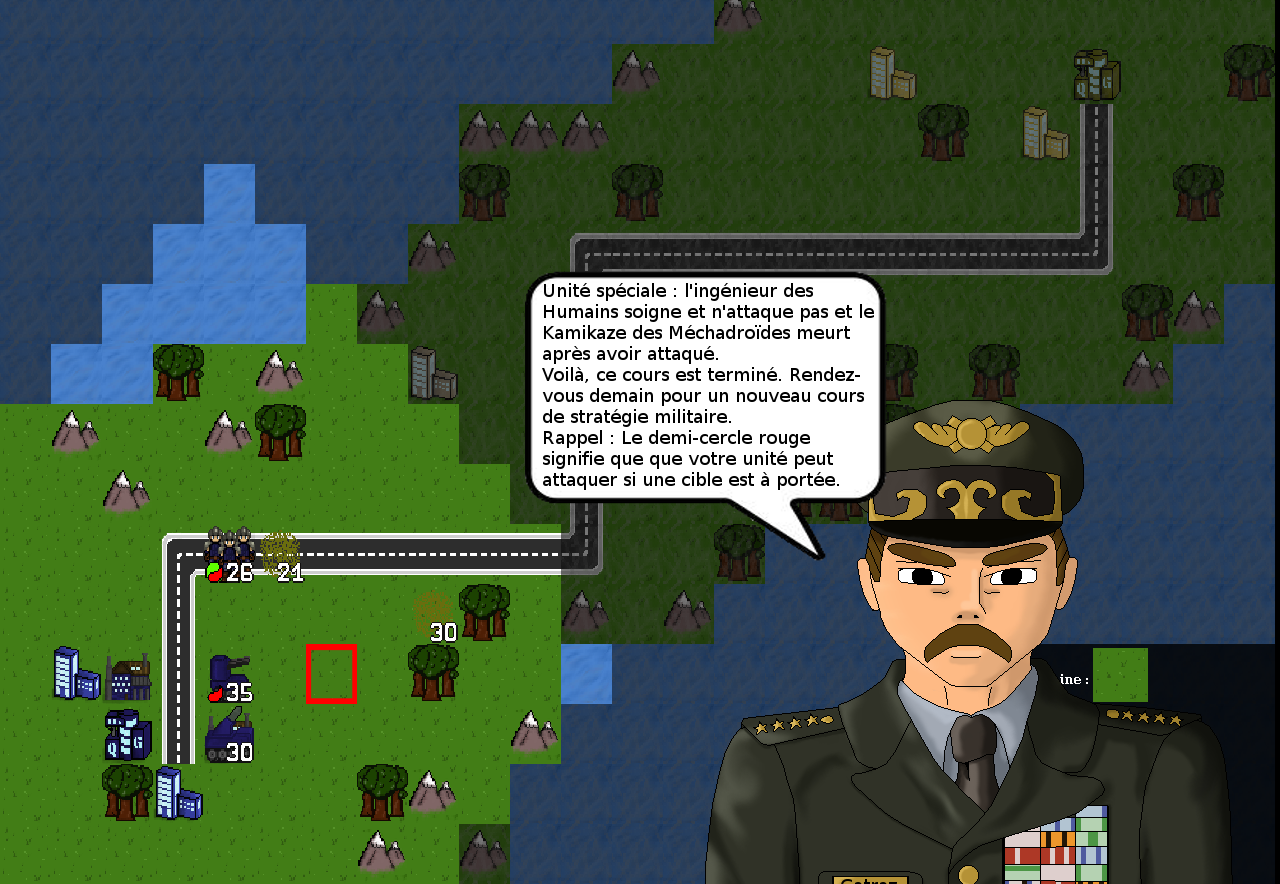 Unité spéciale : l'ingénieur des
Humains soigne et n'attaque pas et le
Kamikaze des Méchadroïdes meurt
après avoir attaqué.
Voilà, ce cours est terminé. Rendez-
vous demain pour un nouveau cours
de stratégie militaire.
Rappel : Le demi-cercle rouge
signifie que que votre unité peut
attaquer si une cible est à portée.
26 21
30
35
ine :
30